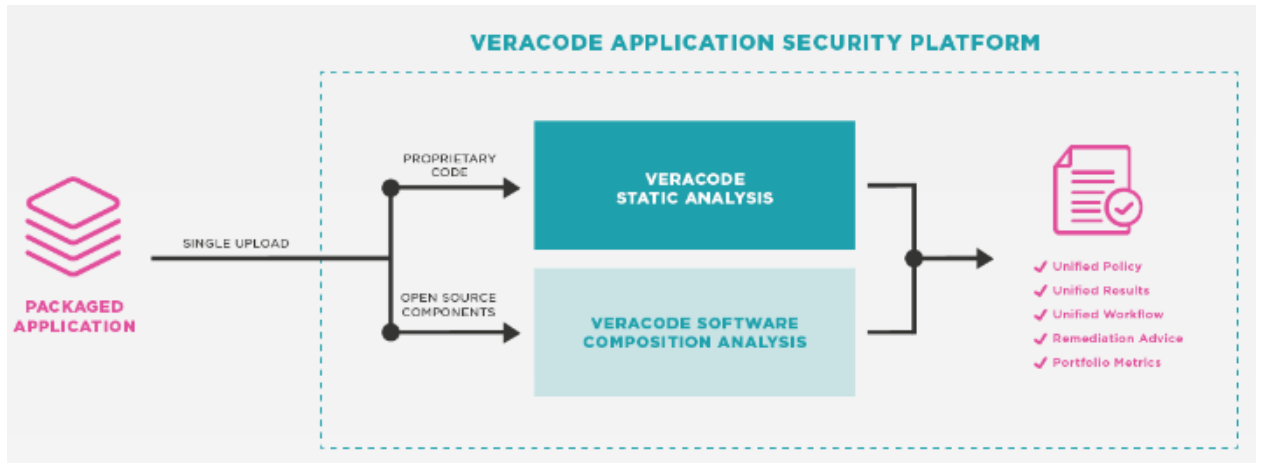 VERACODE APPLICATION SECURITY PLATFORM
PROPRIETARY
CODE
VERACODE
STATIC ANALYSIS
SINGLE UPLOAD
PACKAGED
APPLICATION
OPEN SOURCE
COMPONENTS
VERACODE SOFTWARE
COMPOSITION ANALYSIS
Unified Policy
Unified Results
Unified Workflow
Remediation Advice
Portfolio Metrics